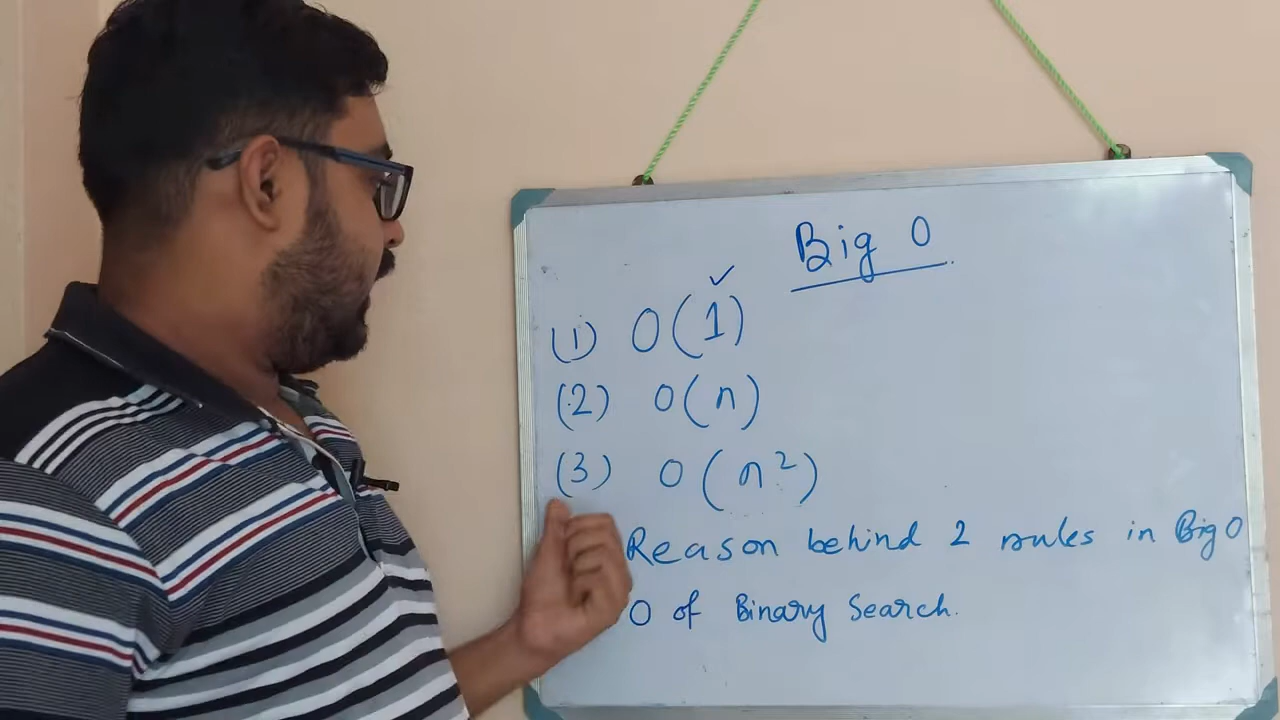 Big O
(1) O(1)
(2) O(n)
(3) O(n²)
Reason behind 2 rules in Big O
O of Binary Search.